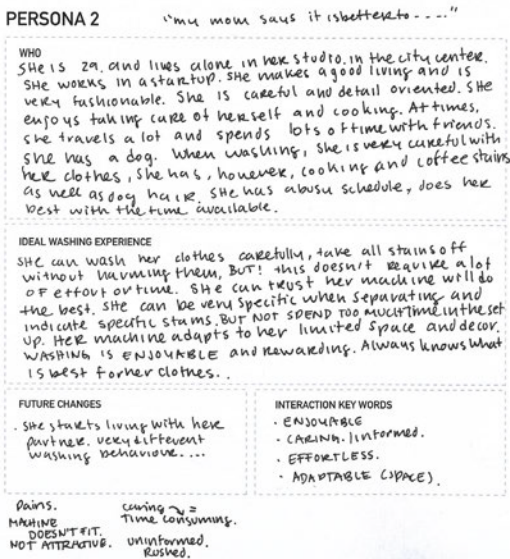 PERSONA 2
"my mom says it is better to ----"
WHO
SHe is 29. and lives alone in her studio. in the city center.
She works in a startup. SHe makes a good living and is
very fashionable. She is careful and detail oriented. SHe
enjoys taking care of herself and cooking. At times,
she travels a lot and spends lots of time with friends.
She has a dog. When washing, she is very careful with
her clothes, she has, however, cooking and coffee stains
as well as dog hair. SHe has a busy schedule, does her
best with the time available.
IDEAL WASHING EXPERIENCE
SHe can wash her clothes carefully, take all stains off
without harming them, BUT! this doesn't require a lot
OF effort or time. SHe can trust her machine will do
the best. SHe can be very specific when separating and
indicate specific stains. BUT NOT SPEND TOO MUCH Time in the set
up. Her machine adapts to her limited space and decor.
WASHING IS ENJOYABLE and Rewarding. Always knows what
is best for her clothes..
FUTURE CHANGES
. SHe starts living with her
partner. very different
washing behaviour. ...
INTERACTION KEY WORDS
· ENJOYABLE
· CARING. / informed.
· EFFORTLESS.
· ADAPTABLE (SPACE).
Pains.
MACHINE
DOESN'T FIT.
NOT ATTRACTIVE.
caring =
Time consuming.
uninformed.
Rushed.